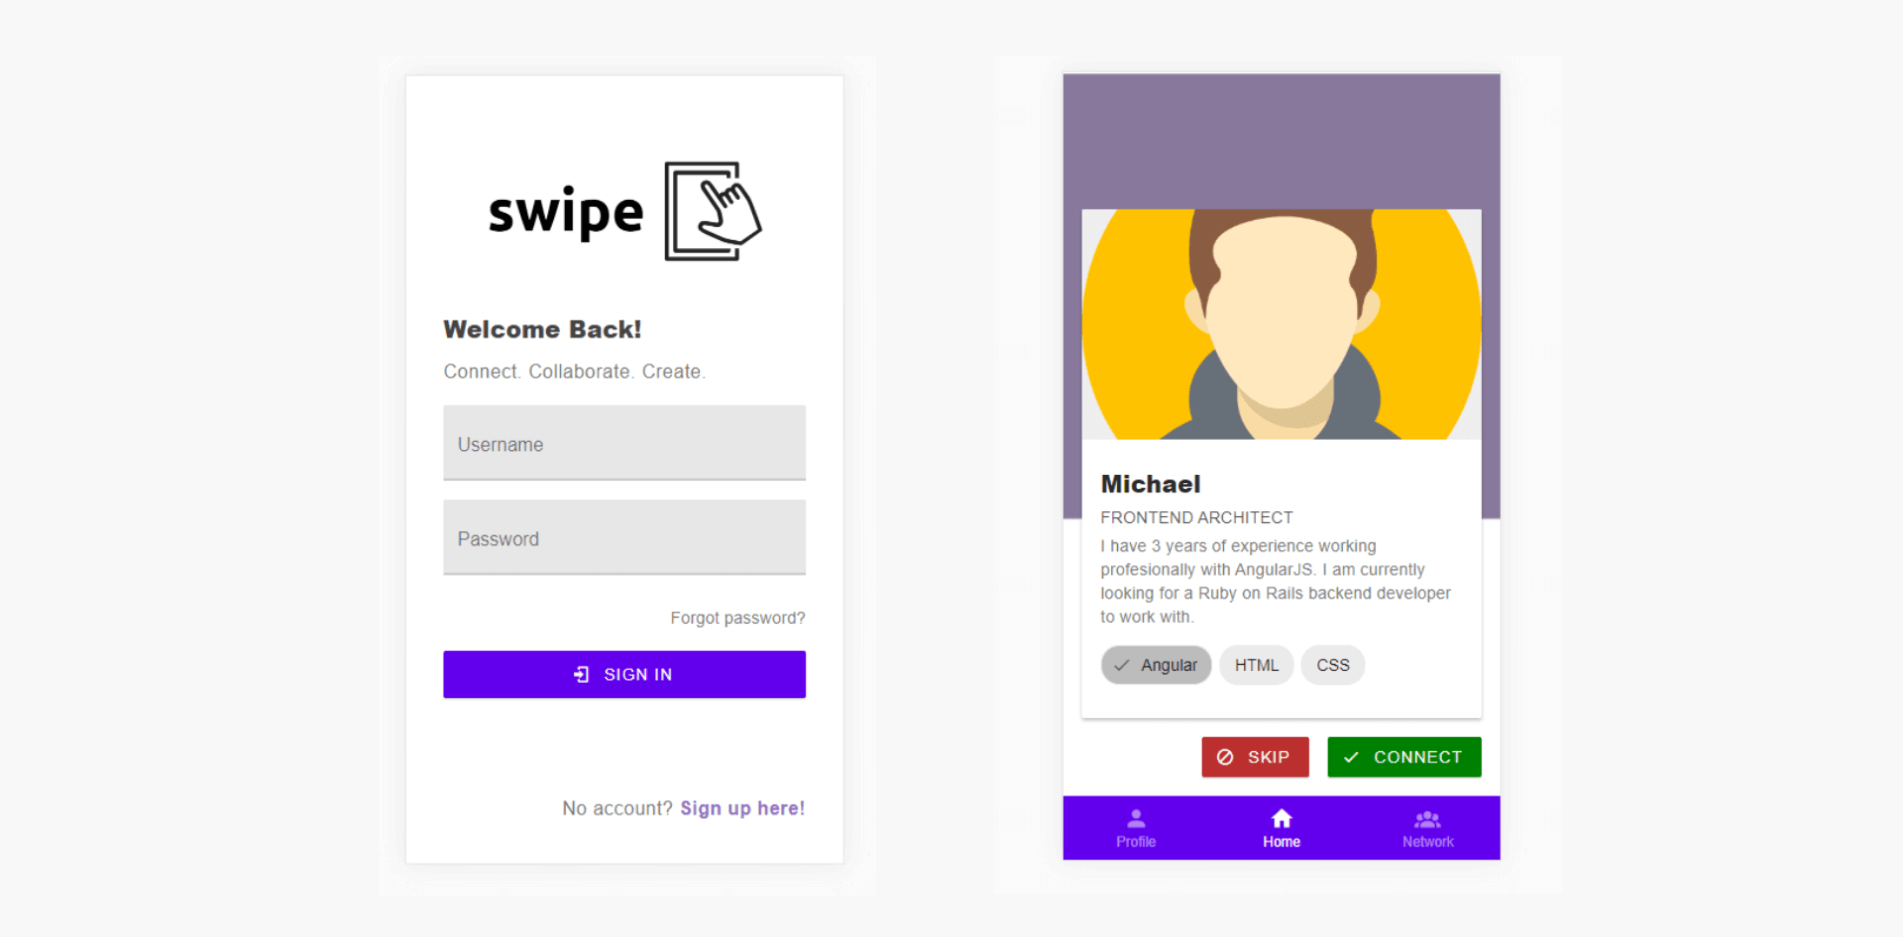 swipe
Welcome Back!
Connect. Collaborate. Create.
Username
Password
Forgot password?
SIGN IN
No account? Sign up here!
Michael
FRONTEND ARCHITECT
I have 3 years of experience working
profesionally with AngularJS. I am currently
looking for a Ruby on Rails backend developer
to work with.
Angular HTML CSS
SKIP CONNECT
Profile Home Network